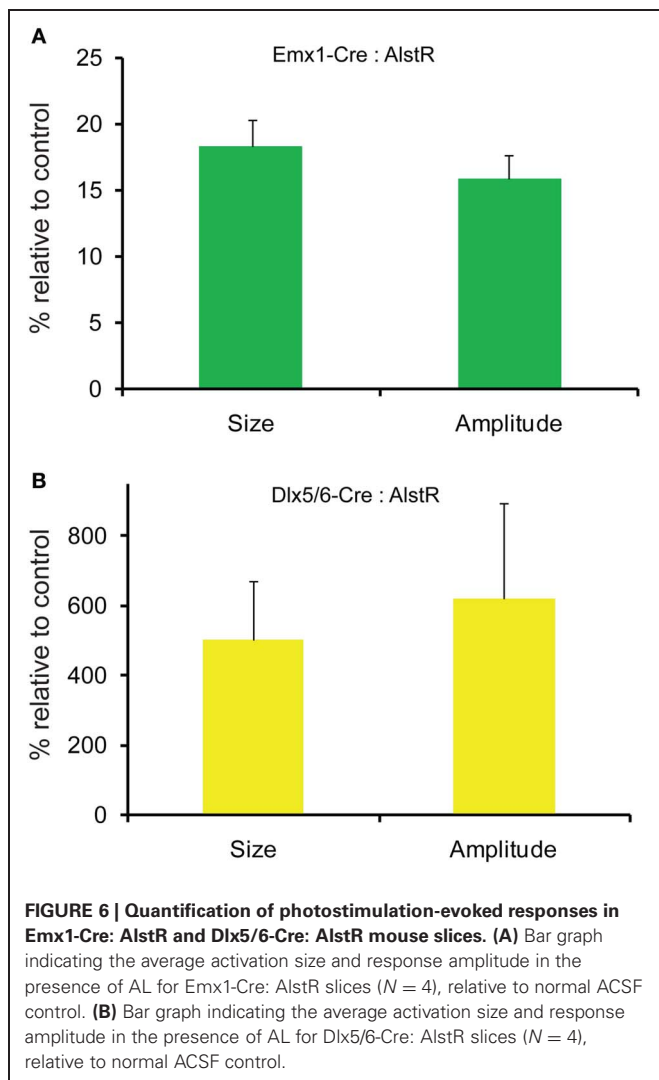 A
Emx1-Cre : AlstR
25
20
15
10
5
0
% relative to control
Size
Amplitude
B
Dlx5/6-Cre : AlstR
800
600
400
200
0
% relative to control
Size
Amplitude
FIGURE 6 | Quantification of photostimulation-evoked responses in
Emx1-Cre: AlstR and Dlx5/6-Cre: AlstR mouse slices. (A) Bar graph
indicating the average activation size and response amplitude in the
presence of AL for Emx1-Cre: AlstR slices (N = 4), relative to normal ACSF
control. (B) Bar graph indicating the average activation size and response
amplitude in the presence of AL for Dlx5/6-Cre: AlstR slices (N = 4),
relative to normal ACSF control.